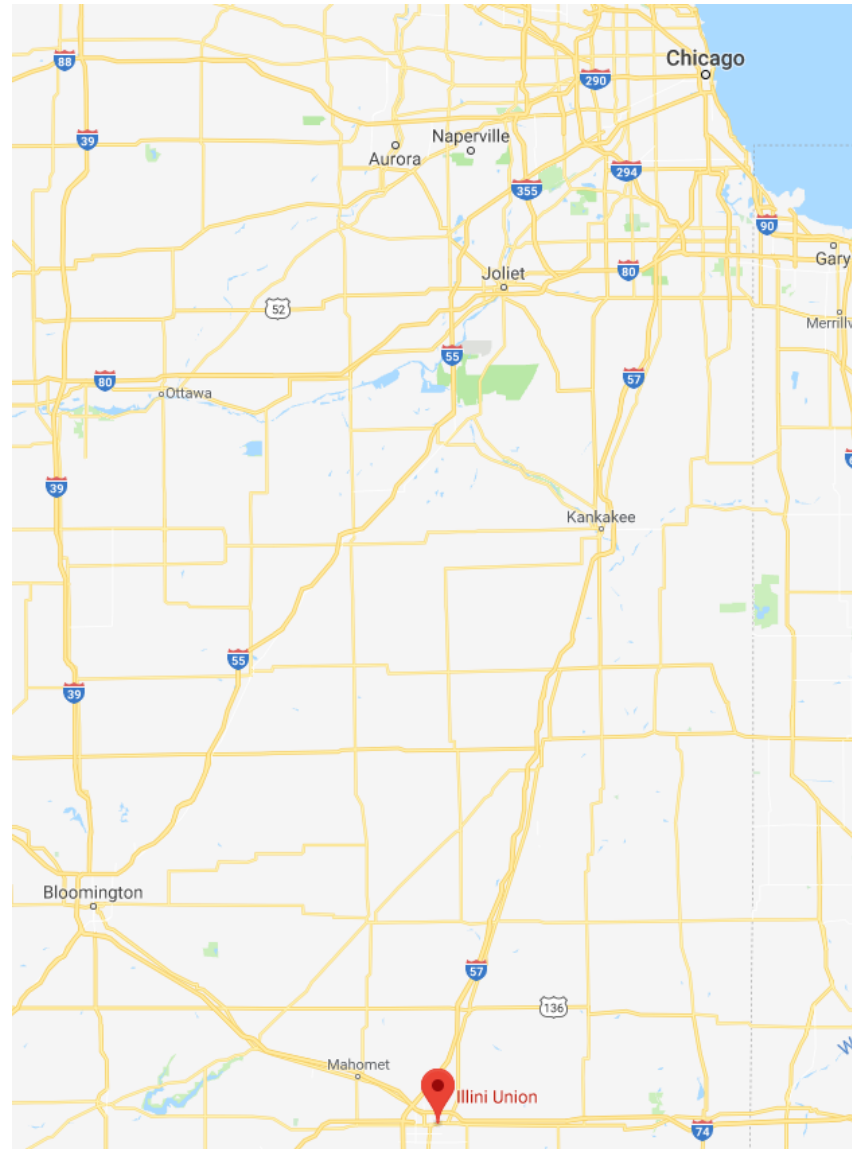 88
290
Chicago
39
Naperville
Aurora
294
355
90
Gary
80
Joliet
52
Merrillv
55
57
80
Ottawa
39
Kankakee
55
39
Bloomington
57
136
Mahomet
Illini Union
74